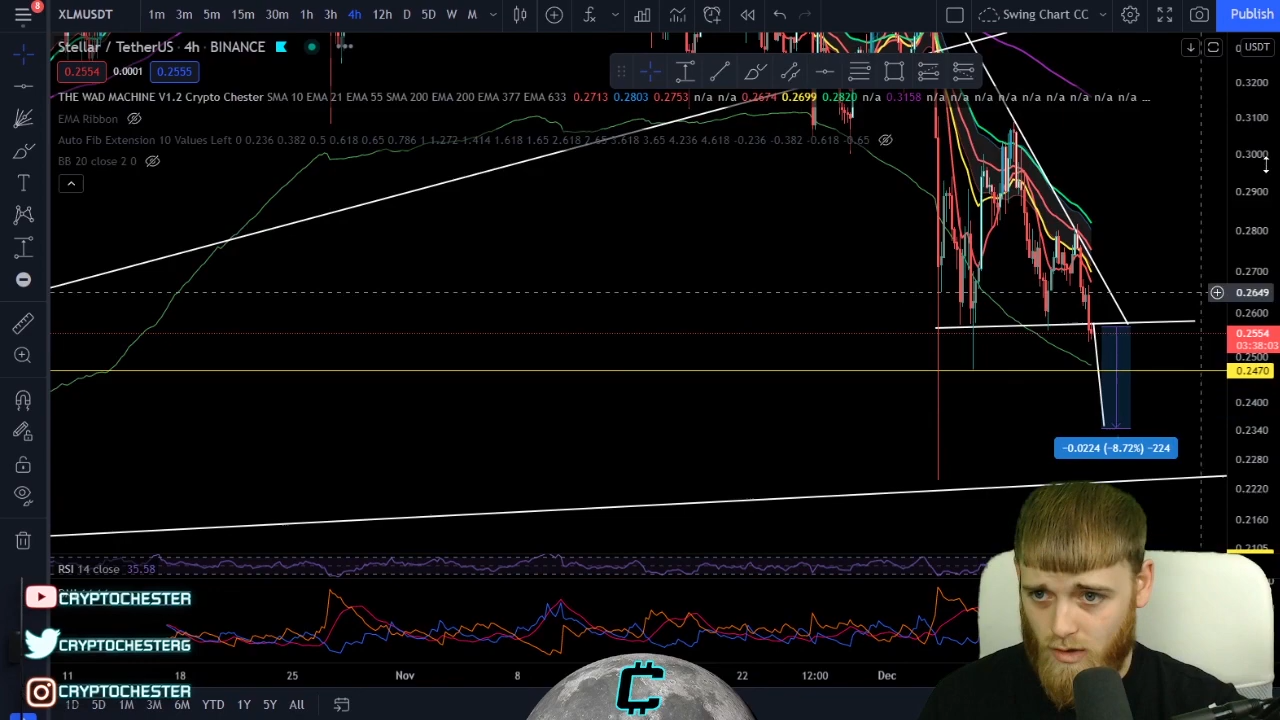 8 XLMUSDT 1m 3m 5m 15m 30m 1h 3h 4h 12h D 5D W M Swing Chart CC Publish
Stellar / TetherUS · 4h · BINANCE USDT
0.2554 0.0001 0.2555
THE WAD MACHINE V1.2 Crypto Chester SMA 10 EMA 21 EMA 55 SMA 200 EMA 200 EMA 377 EMA 633 0.2713 0.2803 0.2753 n/a n/a 0.2674 0.2699 0.2820 n/a 0.3158 n/a n/a n/a n/a n/a n/a n/a n/a n/a ...
EMA Ribbon
Auto Fib Extension 10 Values Left 0 0.236 0.382 0.5 0.618 0.65 0.786 1 1.272 1.414 1.618 1.65 2.618 2.65 3.618 3.65 4.236 4.618 -0.236 -0.382 -0.618 -0.65
BB 20 close 2 0
0.3200
0.3100
0.3000
0.2900
0.2800
0.2700
0.2649
0.2600
0.2554
03:38:03
0.2500
0.2470
0.2400
0.2340
-0.0224 (-8.72%) -224
0.2280
0.2220
0.2160
0.2105
RSI 14 close 35.58
CRYPTOCHESTER
CRYPTOCHESTERG
CRYPTOCHESTER
11 18 25 Nov 8 22 12:00 Dec
1D 5D 1M 3M 6M YTD 1Y 5Y All